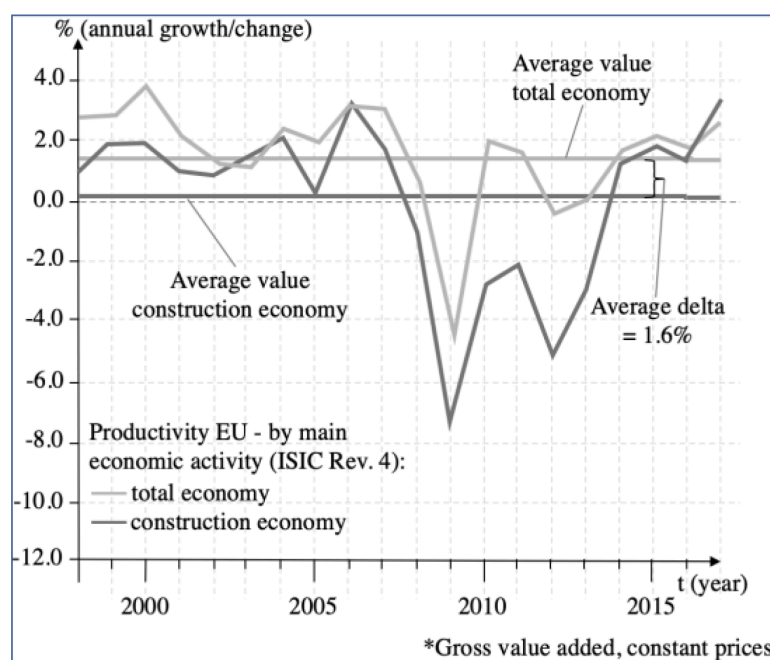 % (annual growth/change)
4.0
2.0
0.0
-2.0
-4.0
-6.0
-8.0
-10.0
-12.0
Average value
total economy
Average value
construction economy
Average delta
= 1.6%
Productivity EU - by main
economic activity (ISIC Rev. 4):
total economy
construction economy
t (year)
2000
2005
2010
2015
*Gross value added, constant prices